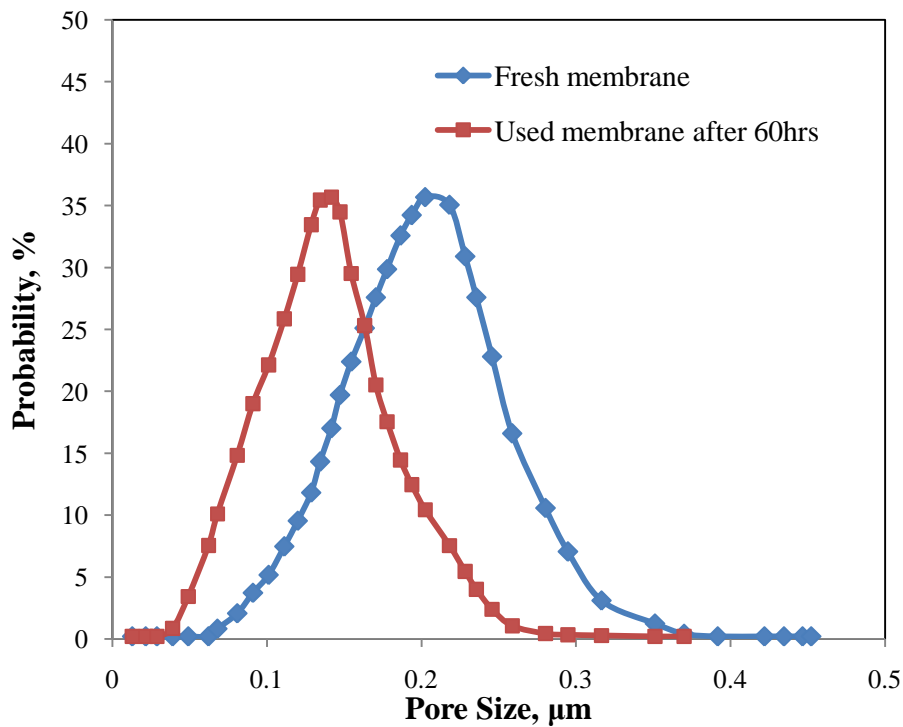 50
45
40
35
30
25
20
15
10
5
0
Probability, %
Fresh membrane
Used membrane after 60hrs
0 0.1 0.2 0.3 0.4 0.5
Pore Size, μm